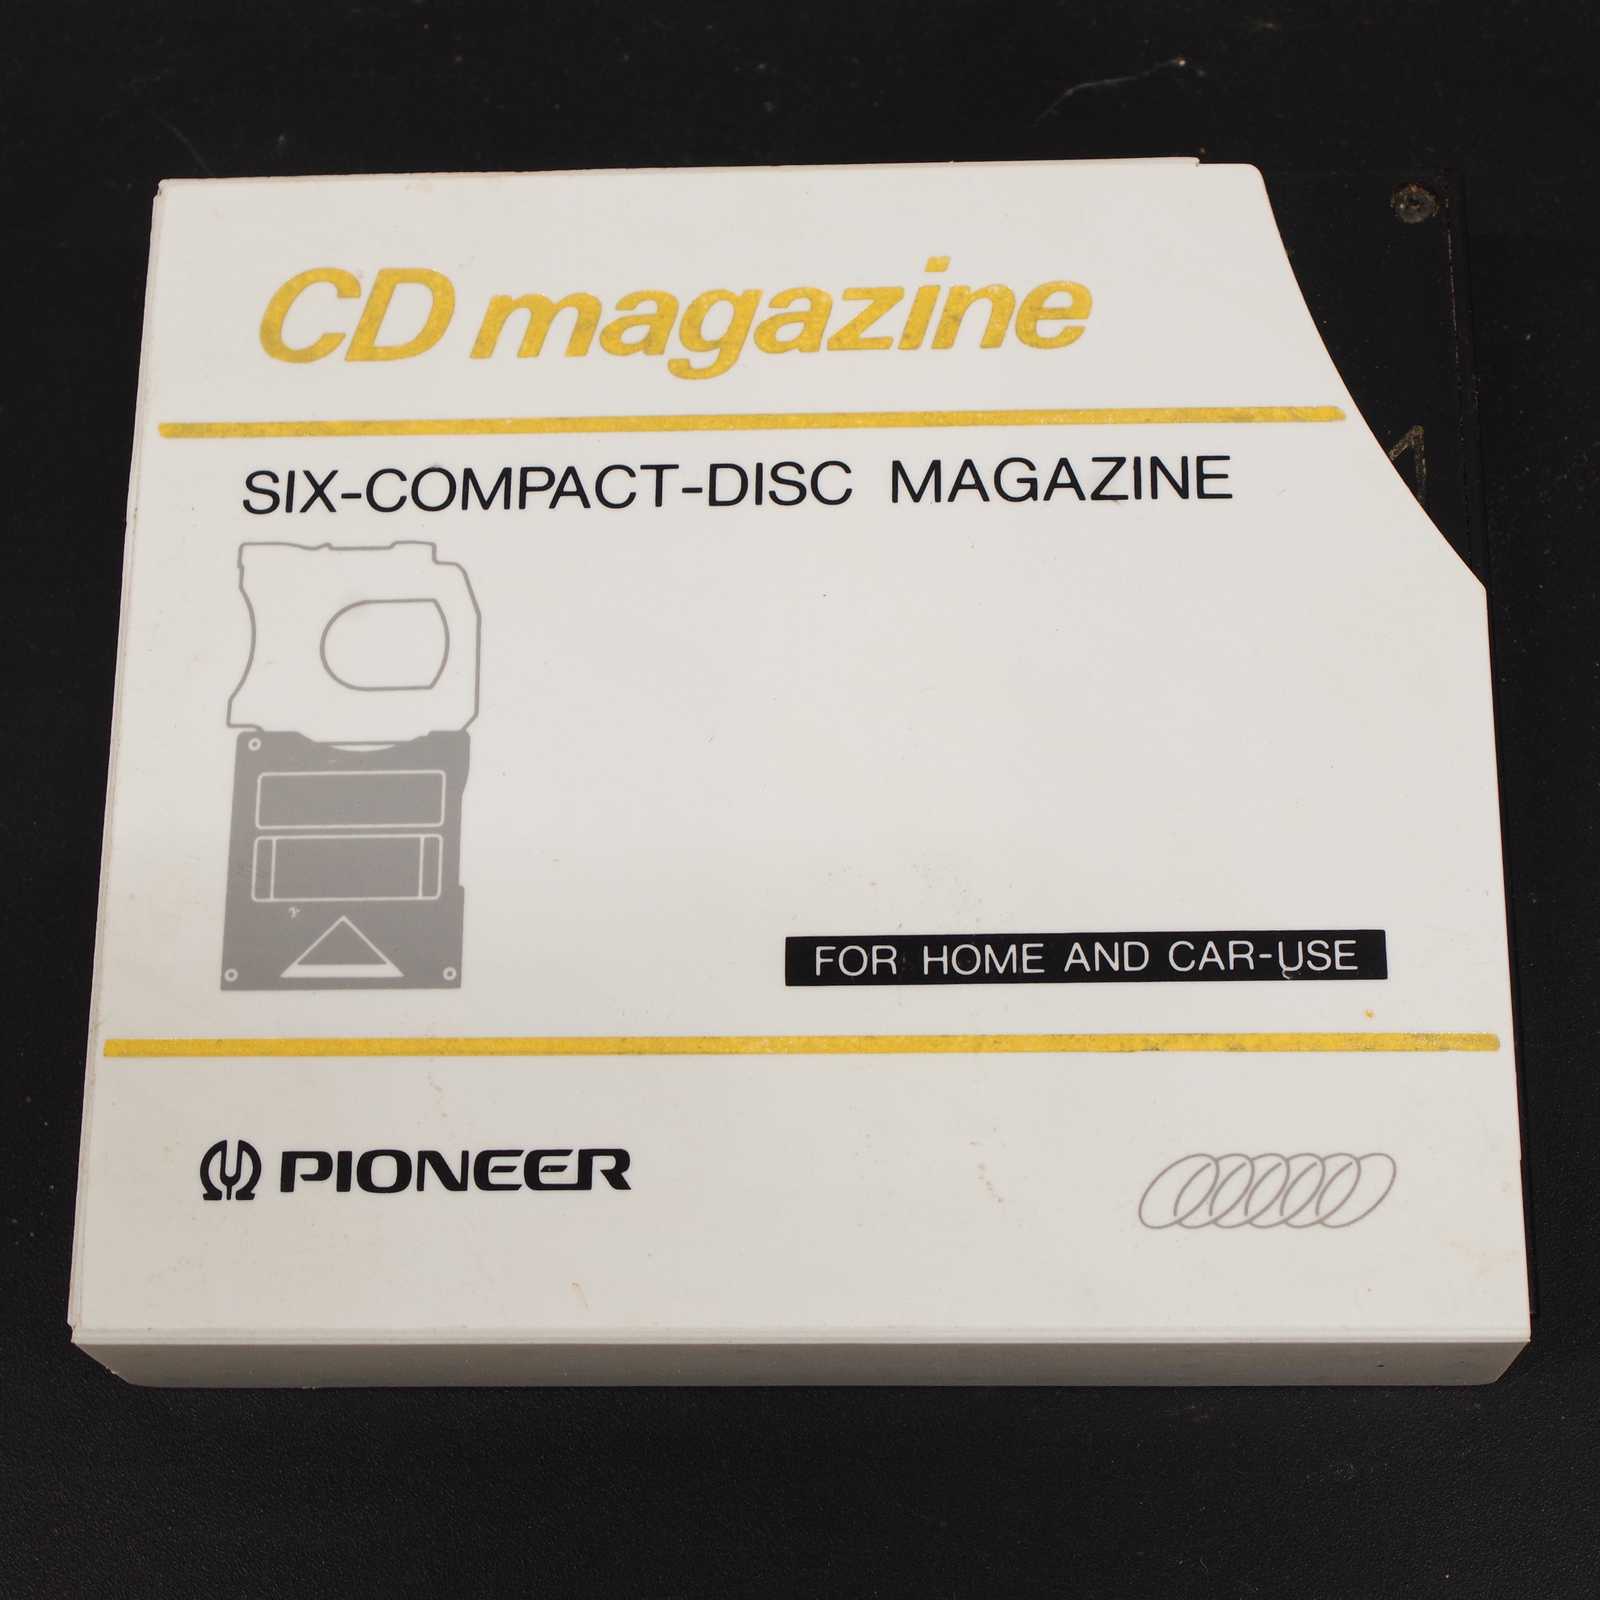 CD magazine
SIX-COMPACT-DISC MAGAZINE
FOR HOME AND CAR-USE
PIONEER